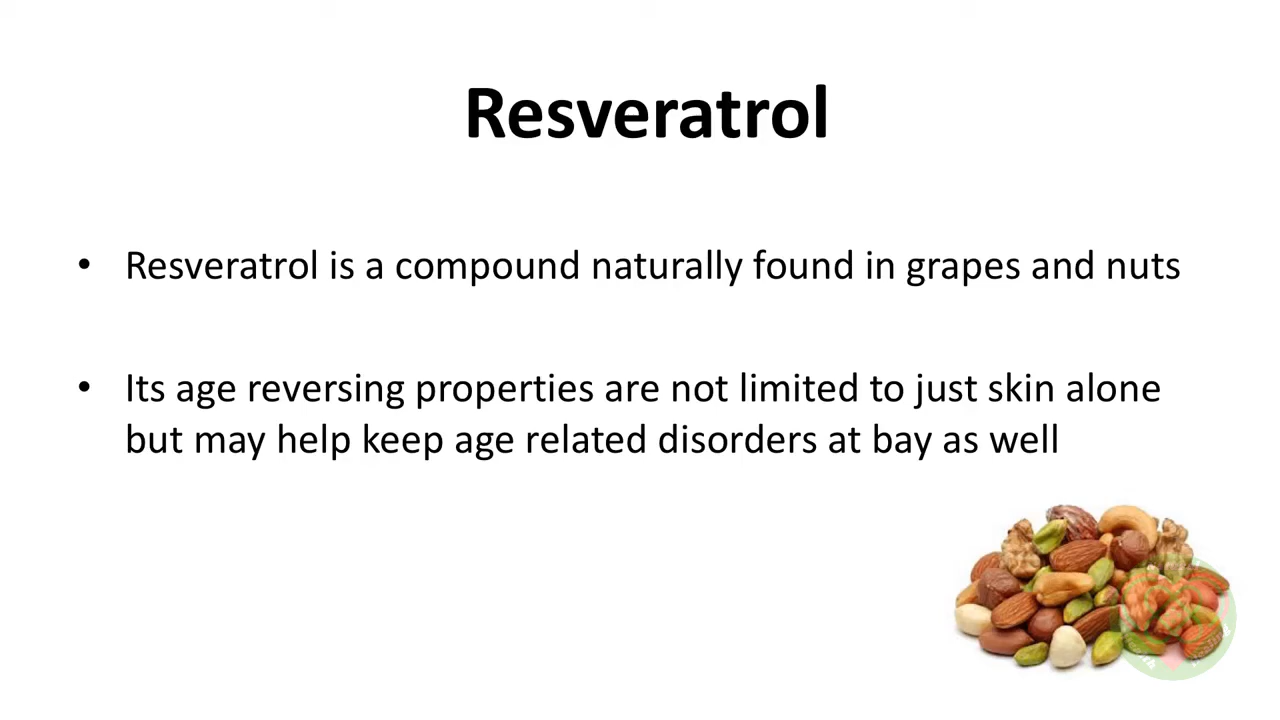 Resveratrol
• Resveratrol is a compound naturally found in grapes and nuts
• Its age reversing properties are not limited to just skin alone
but may help keep age related disorders at bay as well